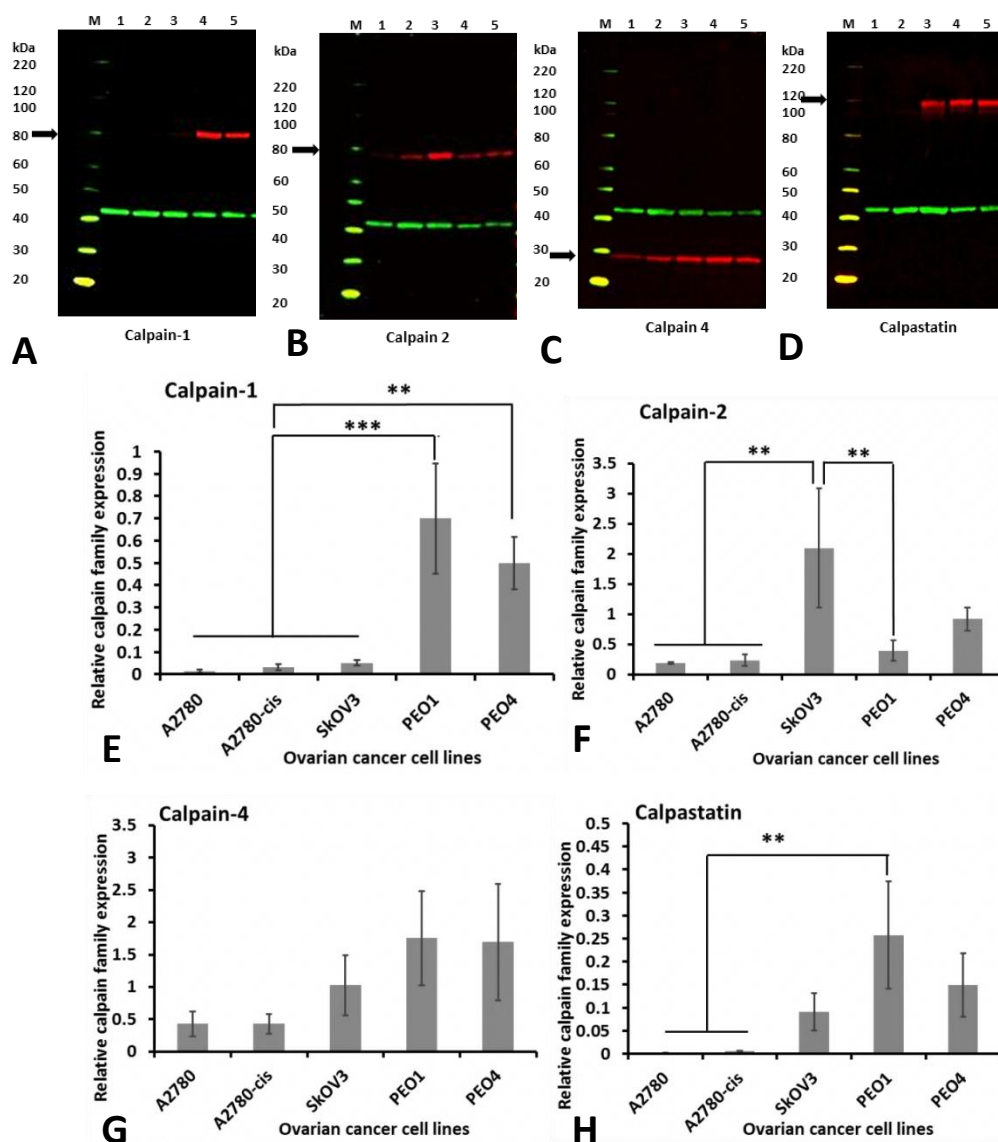 M 1 2 3 4 5
kDa
220
120
100
80
60
50
40
30
20
Calpain-1
A
M 1 2 3 4 5
kDa
220
120
100
80
60
50
40
30
20
Calpain 2
B
M 1 2 3 4 5
kDa
220
120
100
80
60
50
40
30
20
Calpain 4
C
M 1 2 3 4 5
kDa
220
120
100
80
60
50
40
30
20
Calpastatin
D
Calpain-1
**
***
Relative calpain family expression
1
0.9
0.8
0.7
0.6
0.5
0.4
0.3
0.2
0.1
0
A2780
A2780-cis
SkOV3
PEO1
PEO4
Ovarian cancer cell lines
E
Calpain-2
** **
Relative calpain family expression
3.5
3
2.5
2
1.5
1
0.5
0
A2780
A2780-cis
SkOV3
PEO1
PEO4
Ovarian cancer cell lines
F
Calpain-4
Relative calpain family expression
3.5
3
2.5
2
1.5
1
0.5
0
A2780
A2780-cis
SkOV3
PEO1
PEO4
Ovarian cancer cell lines
G
Calpastatin
**
Relative calpain family expression
0.5
0.45
0.4
0.35
0.3
0.25
0.2
0.15
0.1
0.05
0
A2780
A2780-cis
SkOV3
PEO1
PEO4
Ovarian cancer cell lines
H